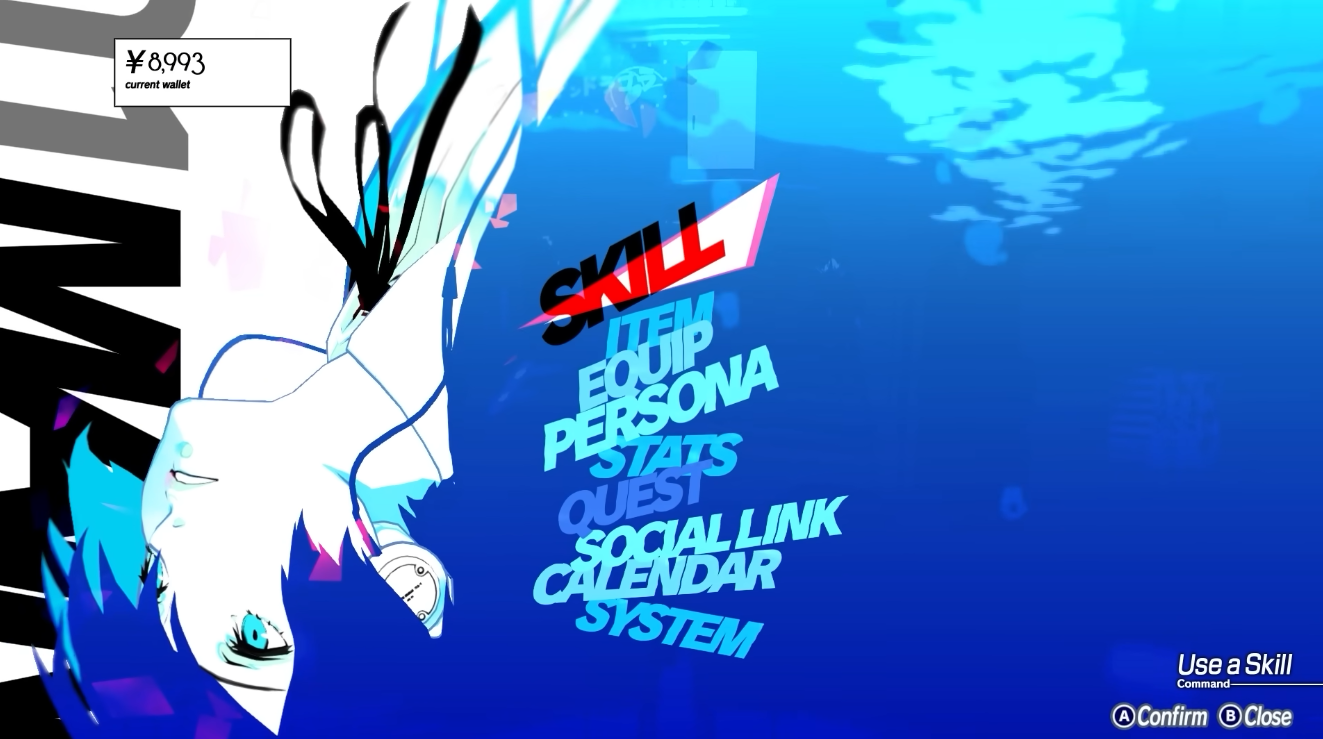 ¥8,993
current wallet
SKILL
ITEM
EQUIP
PERSONA
STATS
QUEST
SOCIAL LINK
CALENDAR
SYSTEM
Use a Skill
Command
A Confirm B Close